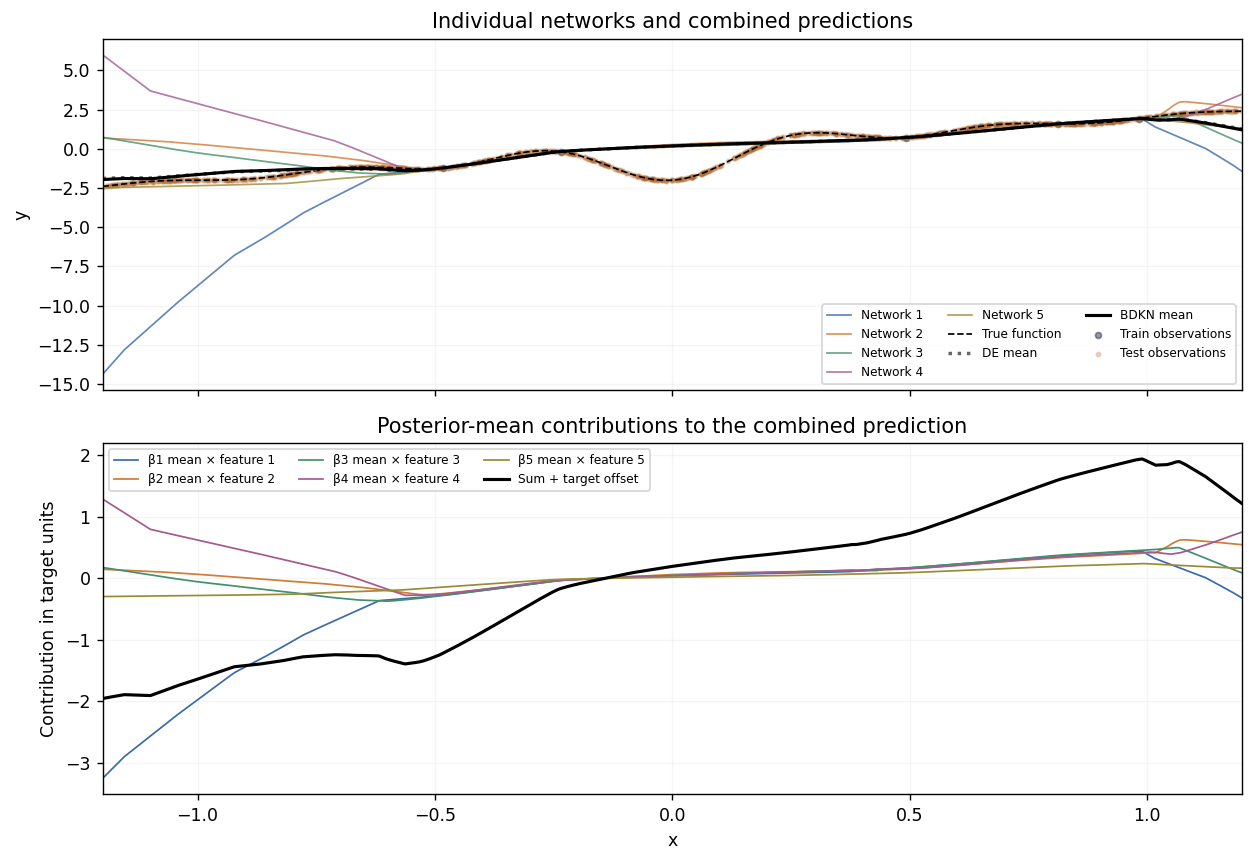 Individual networks and combined predictions
5.0
2.5
0.0
−2.5
−5.0
−7.5
−10.0
−12.5
−15.0
y
Network 1
Network 2
Network 3
Network 4
Network 5
True function
DE mean
BDKN mean
Train observations
Test observations
Posterior-mean contributions to the combined prediction
2
1
0
−1
−2
−3
Contribution in target units
β1 mean × feature 1
β2 mean × feature 2
β3 mean × feature 3
β4 mean × feature 4
β5 mean × feature 5
Sum + target offset
−1.0
−0.5
0.0
0.5
1.0
x